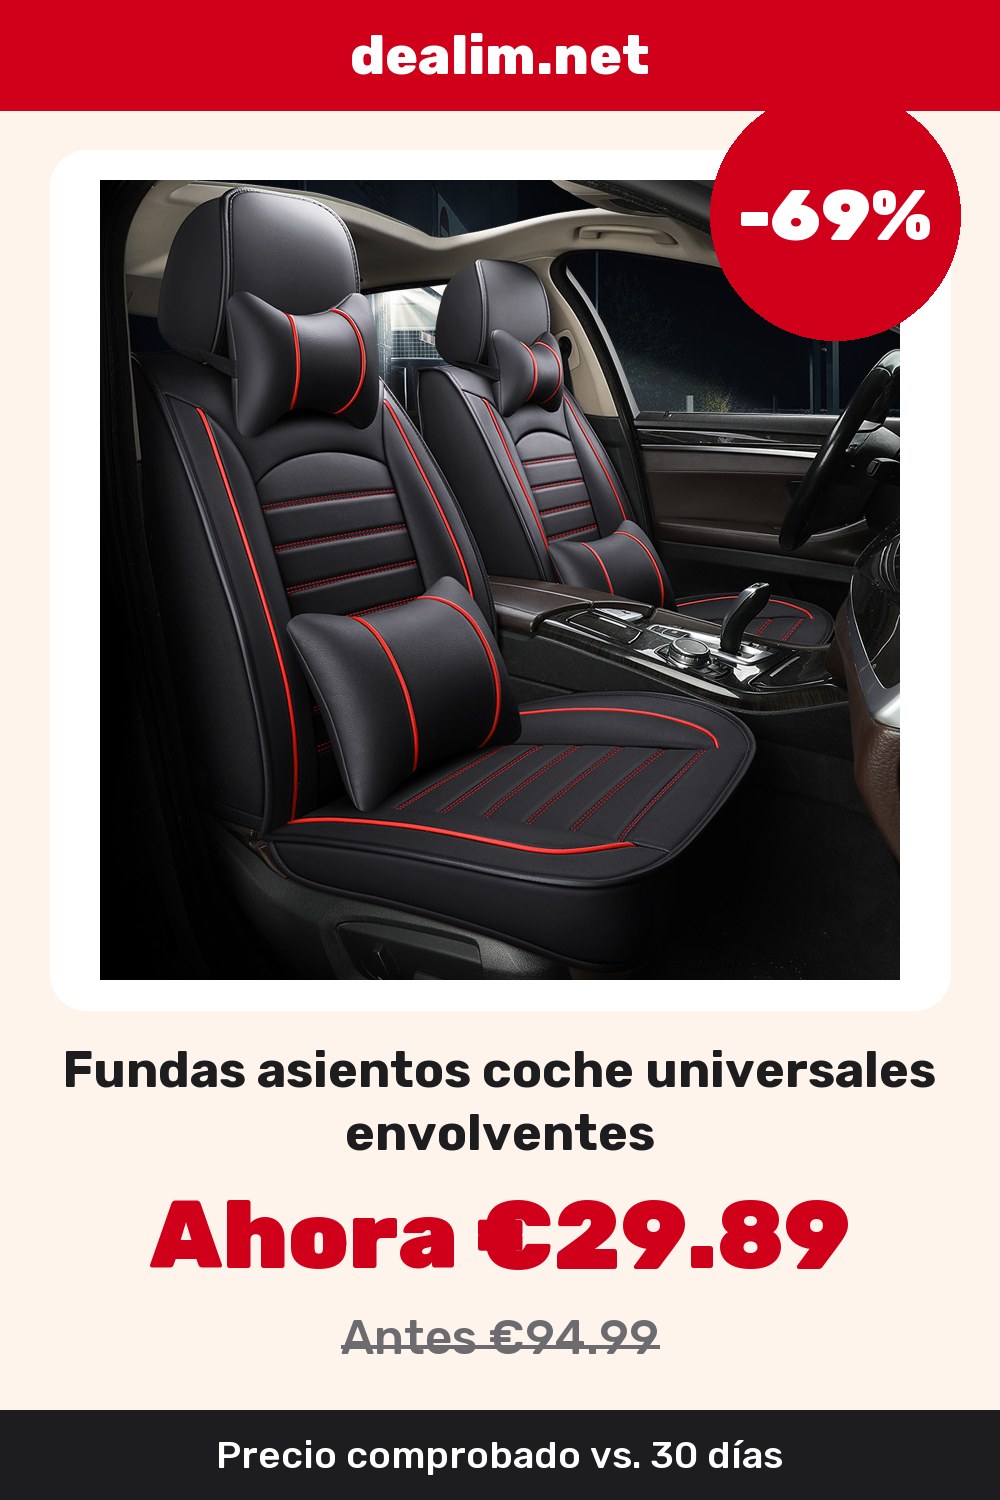 dealim.net
-69%
Fundas asientos coche universales
envolventes
Ahora €29.89
Antes €94.99
Precio comprobado vs. 30 días